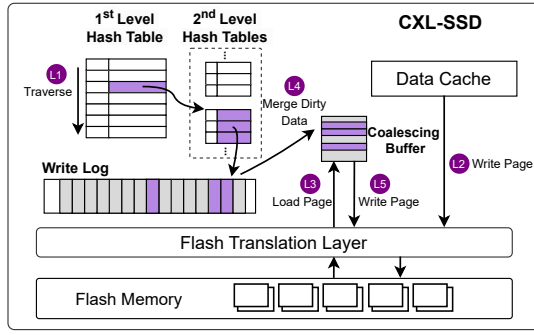 1st Level
Hash Table
2nd Level
Hash Tables
CXL-SSD
L1
Traverse
L4
Merge Dirty
Data
Data Cache
Coalescing
Buffer
Write Log
L3
Load Page
L5
Write Page
L2 Write Page
Flash Translation Layer
Flash Memory